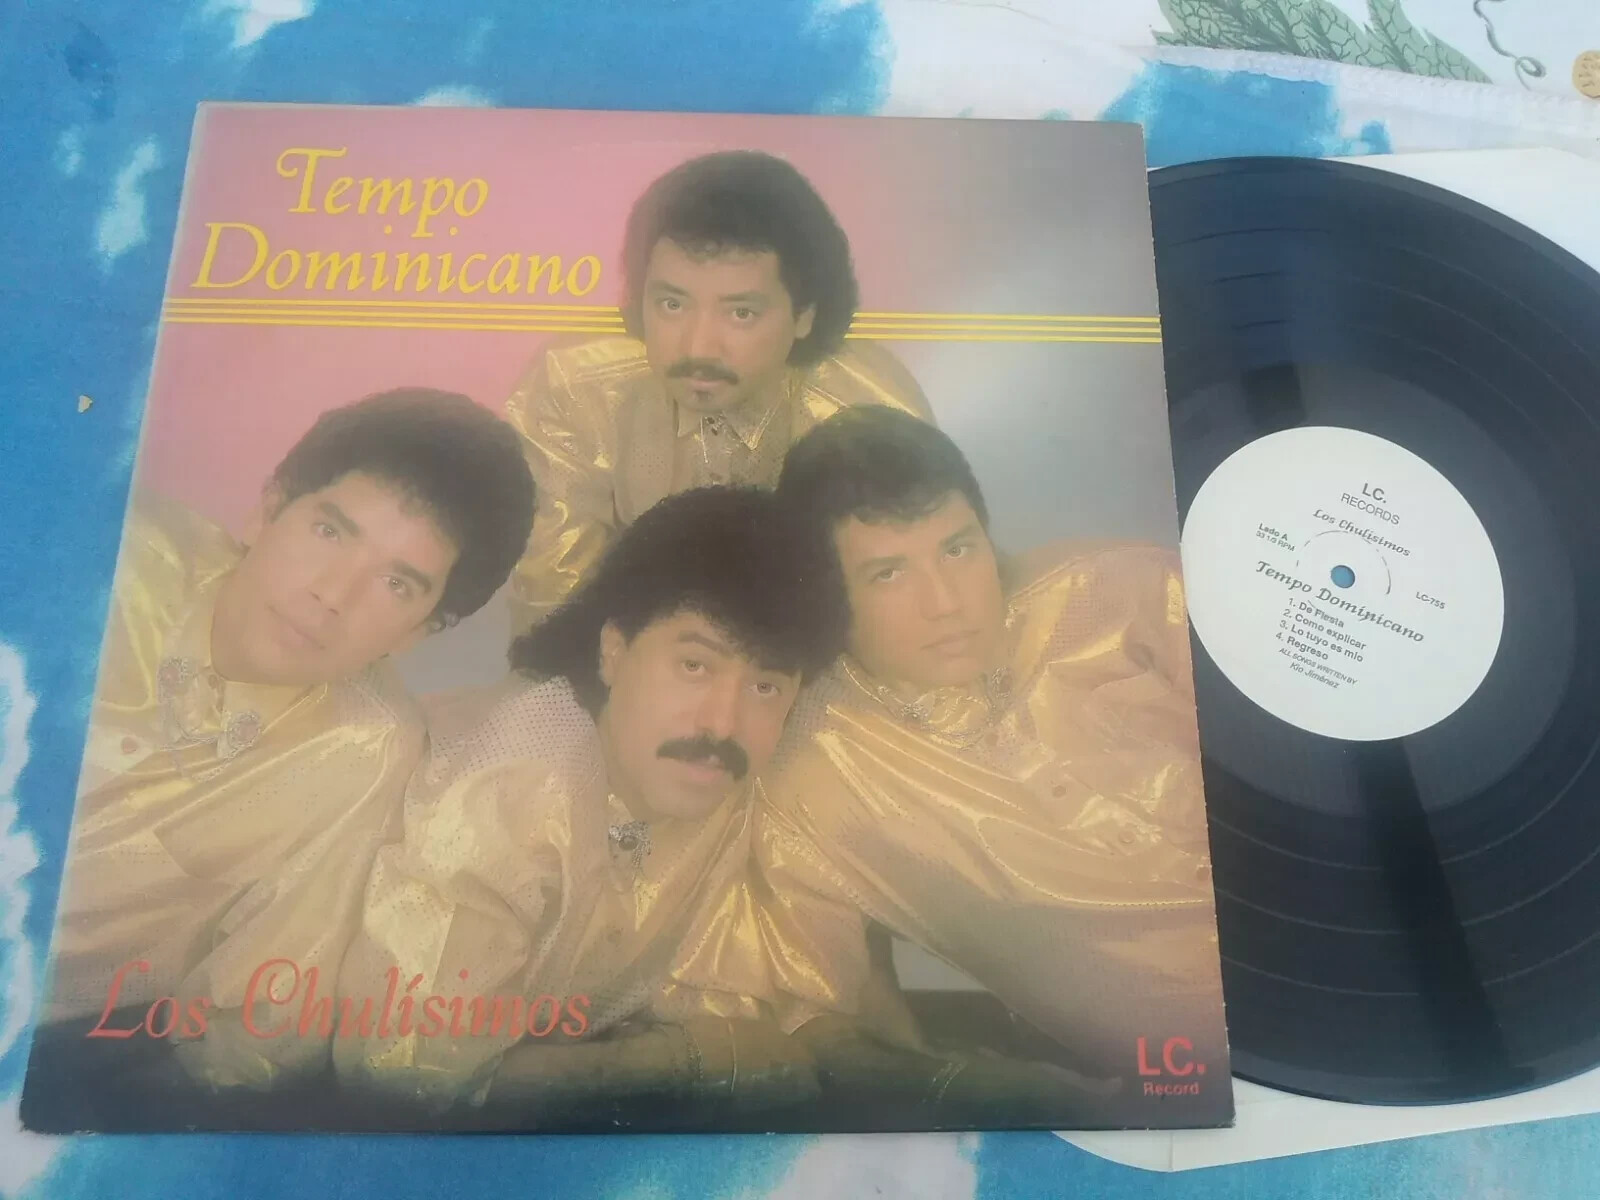 Tempo
Dominicano
Los Chulísimos
LC.
Record
LC.
RECORDS
Los Chulísimos
Lado A
33 1/3 RPM
LC-755
Tempo Dominicano
1. De Fiesta
2. Como explicar
3. Lo tuyo es mio
4. Regreso
ALL SONGS WRITTEN BY
Kio Jiménez